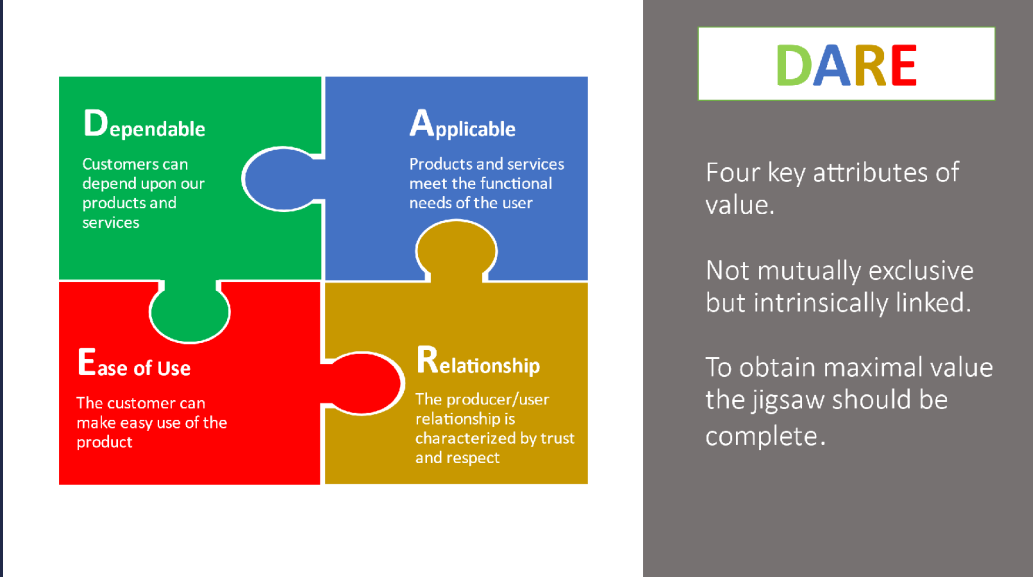 Dependable
Customers can
depend upon our
products and
services
Applicable
Products and services
meet the functional
needs of the user
Ease of Use
The customer can
make easy use of the
product
Relationship
The producer/user
relationship is
characterized by trust
and respect
DARE
Four key attributes of
value.
Not mutually exclusive
but intrinsically linked.
To obtain maximal value
the jigsaw should be
complete.